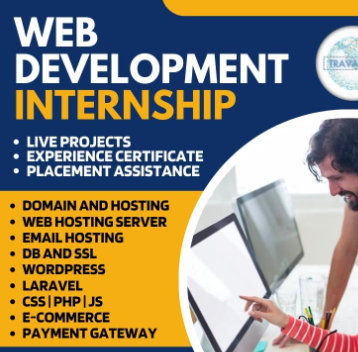 WEB
DEVELOPMENT
INTERNSHIP
• LIVE PROJECTS
• EXPERIENCE CERTIFICATE
• PLACEMENT ASSISTANCE
• DOMAIN AND HOSTING
• WEB HOSTING SERVER
• EMAIL HOSTING
• DB AND SSL
• WORDPRESS
• LARAVEL
• CSS | PHP | JS
• E-COMMERCE
• PAYMENT GATEWAY
TRAVA